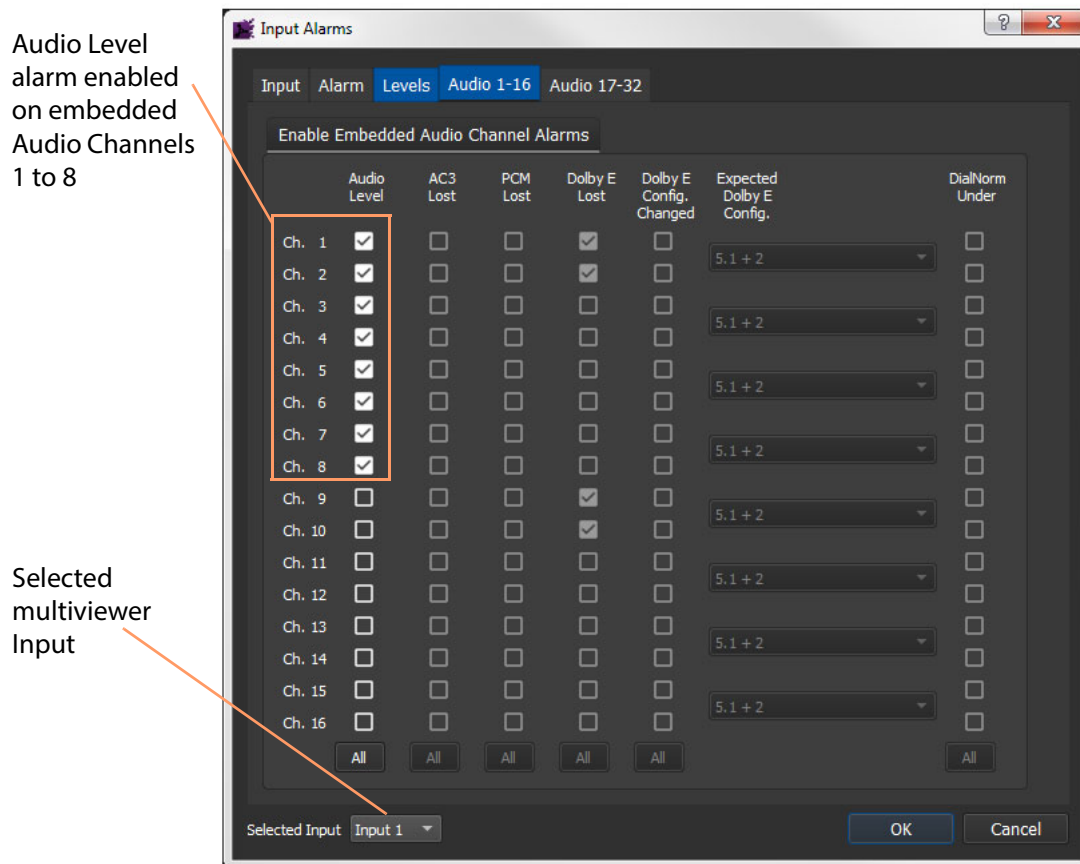 Audio Level
alarm enabled
on embedded
Audio Channels
1 to 8
Selected
multiviewer
Input
Input Alarms
?
x
Input Alarm Levels Audio 1-16 Audio 17-32
Enable Embedded Audio Channel Alarms
Audio Level
AC3 Lost
PCM Lost
Dolby E Lost
Dolby E Config. Changed
Expected Dolby E Config.
DialNorm Under
Ch. 1
Ch. 2
5.1 + 2
Ch. 3
Ch. 4
5.1 + 2
Ch. 5
Ch. 6
5.1 + 2
Ch. 7
Ch. 8
5.1 + 2
Ch. 9
Ch. 10
5.1 + 2
Ch. 11
Ch. 12
5.1 + 2
Ch. 13
Ch. 14
5.1 + 2
Ch. 15
Ch. 16
5.1 + 2
All All All All All All
Selected Input Input 1 OK Cancel